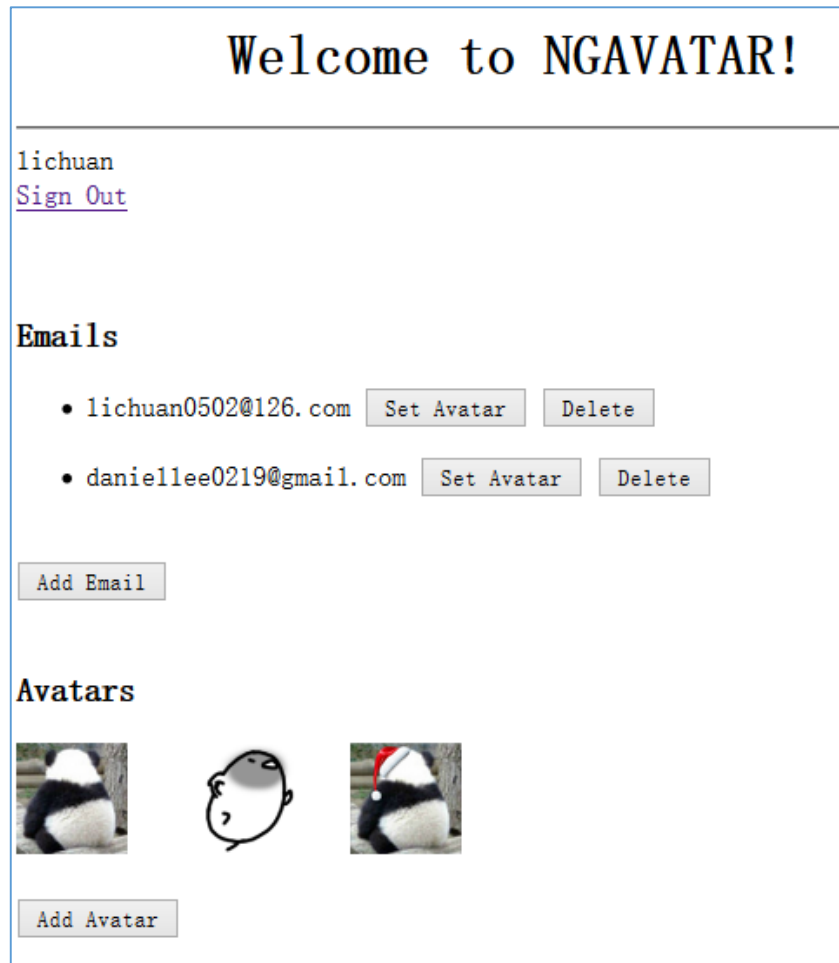 Welcome to NGAVATAR!
lichuan
Sign Out
Emails
lichuan0502@126.com Set Avatar Delete
daniellee0219@gmail.com Set Avatar Delete
Add Email
Avatars
Add Avatar